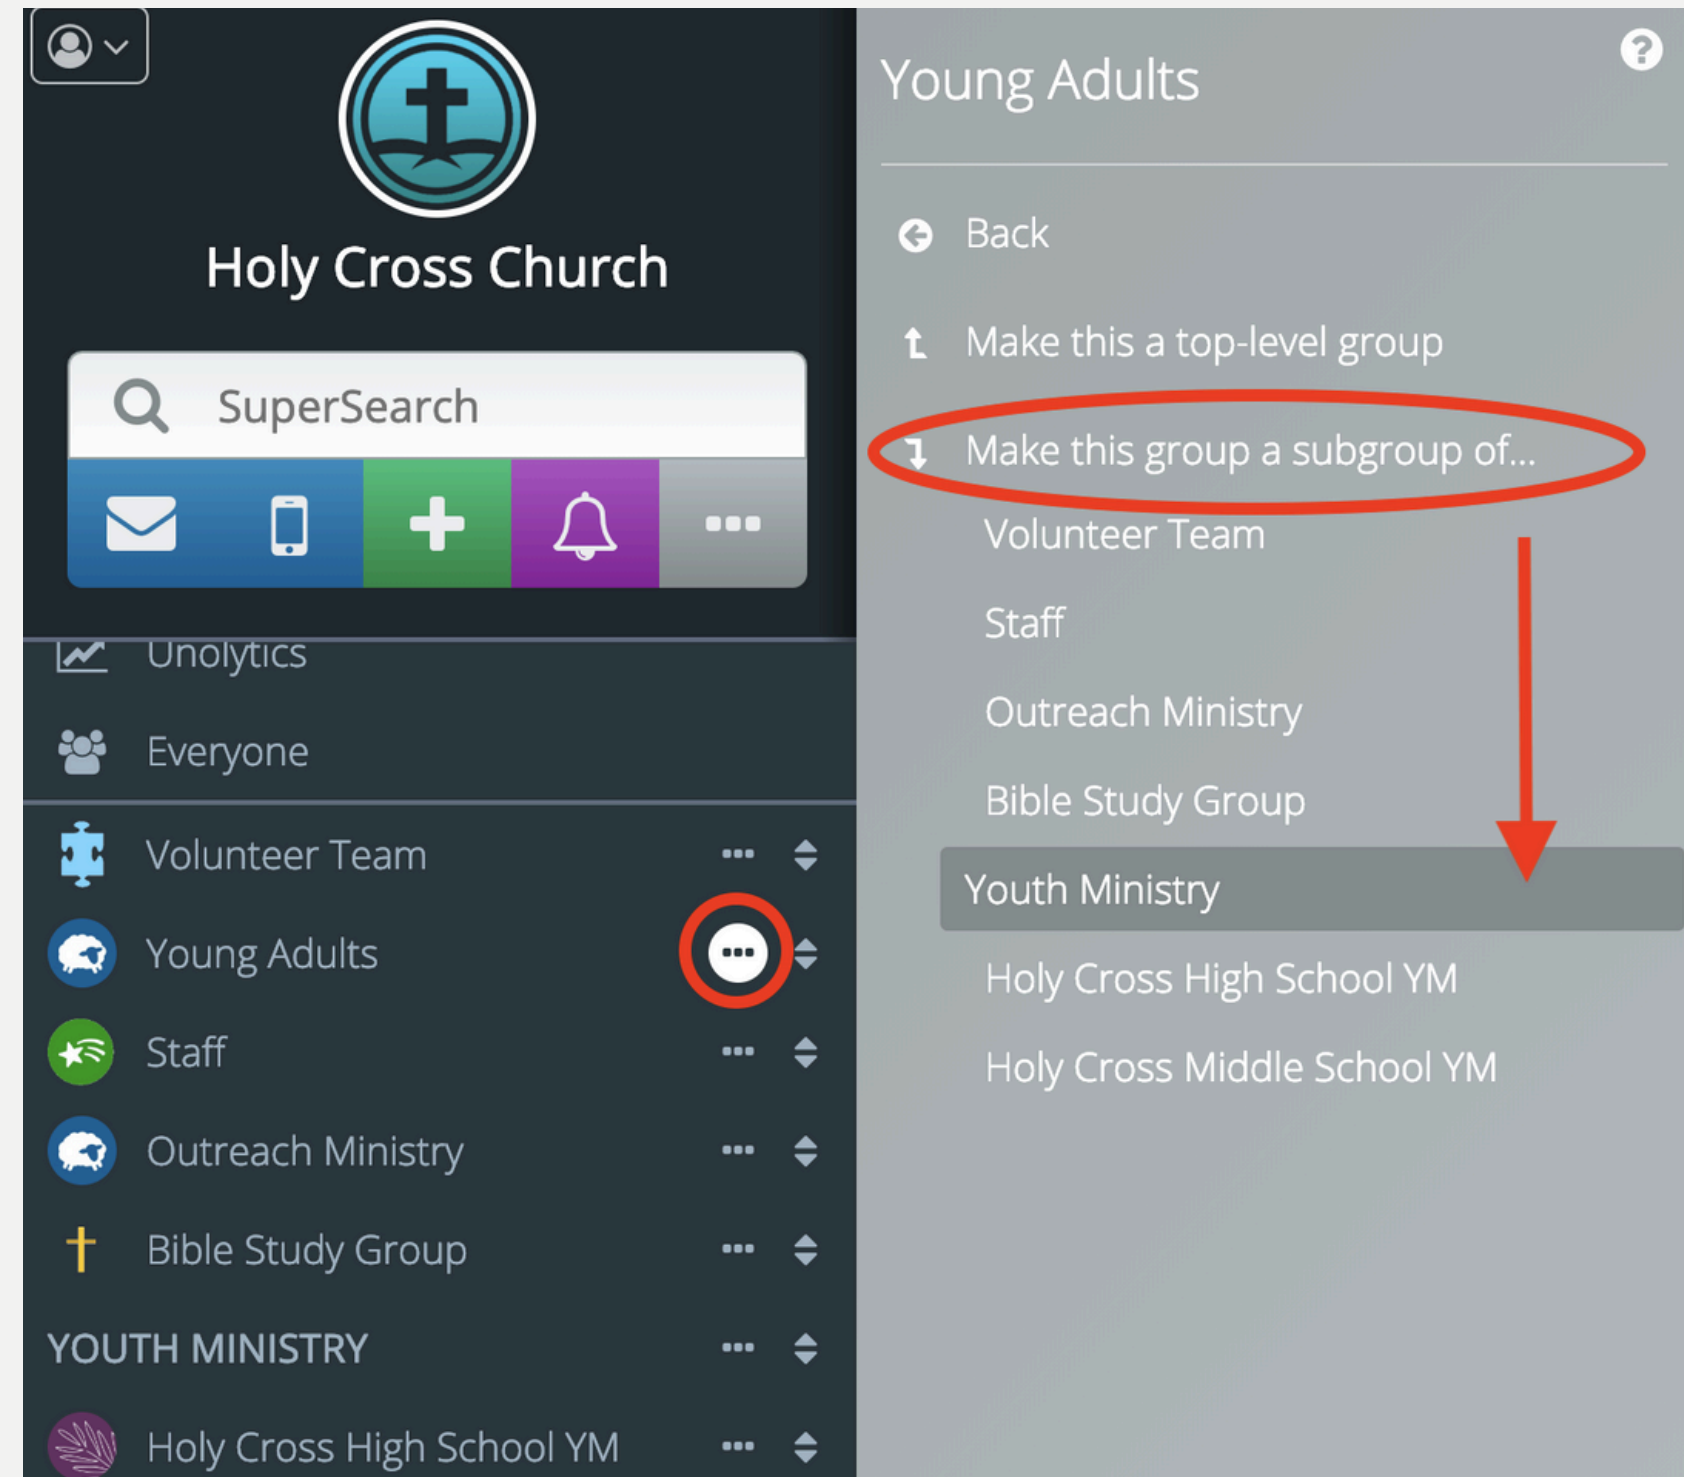 Holy Cross Church
SuperSearch
Unolytics
Everyone
Volunteer Team
Young Adults
Staff
Outreach Ministry
Bible Study Group
YOUTH MINISTRY
Holy Cross High School YM
Young Adults
Back
Make this a top-level group
Make this group a subgroup of...
Volunteer Team
Staff
Outreach Ministry
Bible Study Group
Youth Ministry
Holy Cross High School YM
Holy Cross Middle School YM